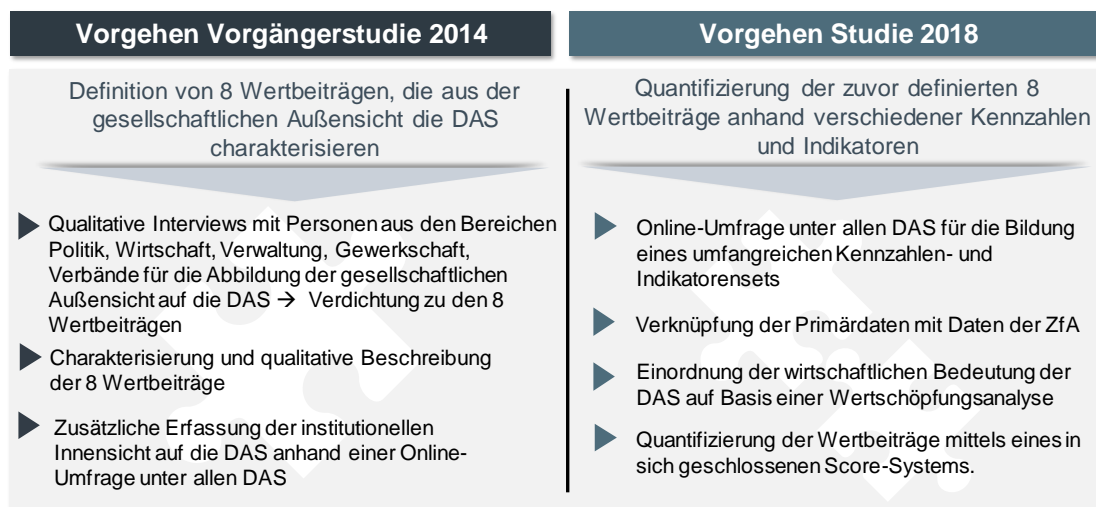 Vorgehen Vorgängerstudie 2014
Definition von 8 Wertbeiträgen, die aus der
gesellschaftlichen Außensicht die DAS
charakterisieren
Qualitative Interviews mit Personen aus den Bereichen
Politik, Wirtschaft, Verwaltung, Gewerkschaft,
Verbände für die Abbildung der gesellschaftlichen
Außensicht auf die DAS → Verdichtung zu den 8
Wertbeiträgen
Charakterisierung und qualitative Beschreibung
der 8 Wertbeiträge
Zusätzliche Erfassung der institutionellen
Innensicht auf die DAS anhand einer Online-
Umfrage unter allen DAS
Vorgehen Studie 2018
Quantifizierung der zuvor definierten 8
Wertbeiträge anhand verschiedener Kennzahlen
und Indikatoren
Online-Umfrage unter allen DAS für die Bildung
eines umfangreichen Kennzahlen- und
Indikatorensets
Verknüpfung der Primärdaten mit Daten der ZfA
Einordnung der wirtschaftlichen Bedeutung der
DAS auf Basis einer Wertschöpfungsanalyse
Quantifizierung der Wertbeiträge mittels eines in
sich geschlossenen Score-Systems.